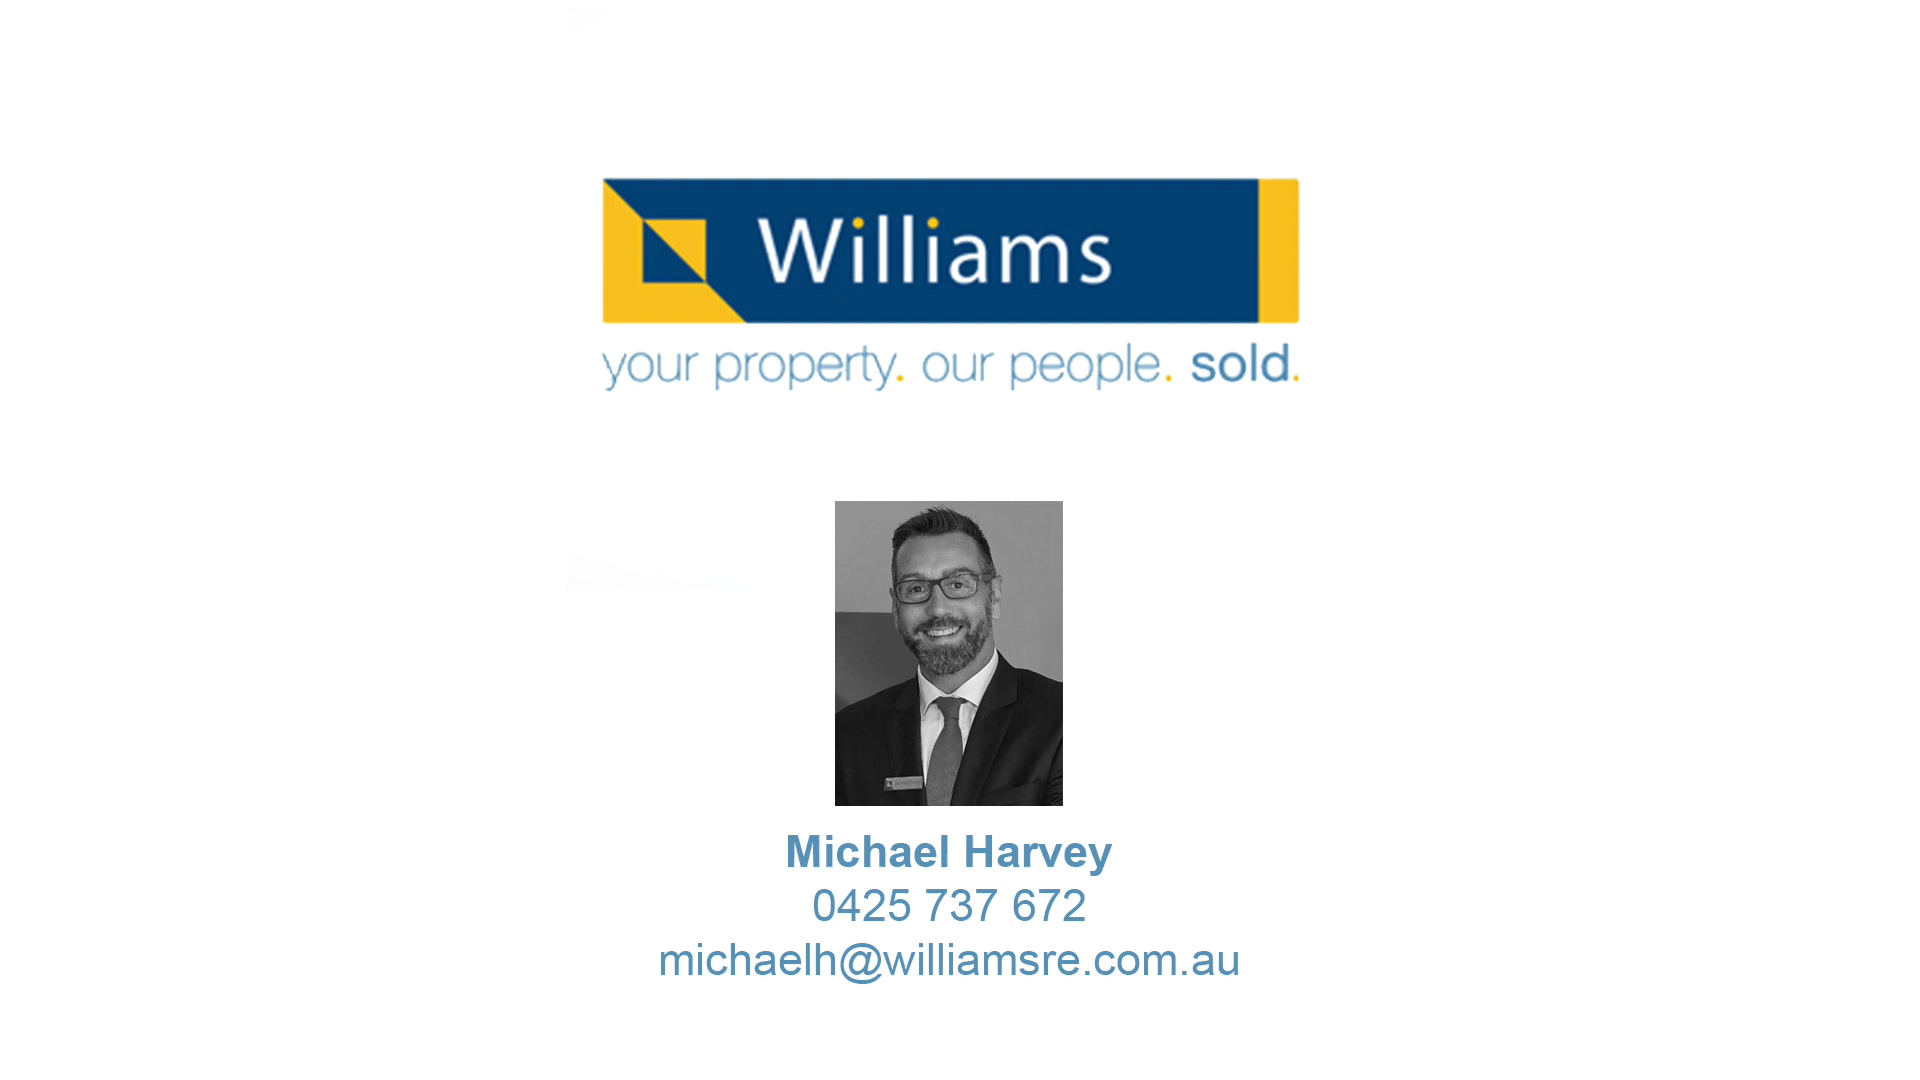 Williams
your property. our people. sold.
Michael Harvey
0425 737 672
michaelh@williamsre.com.au